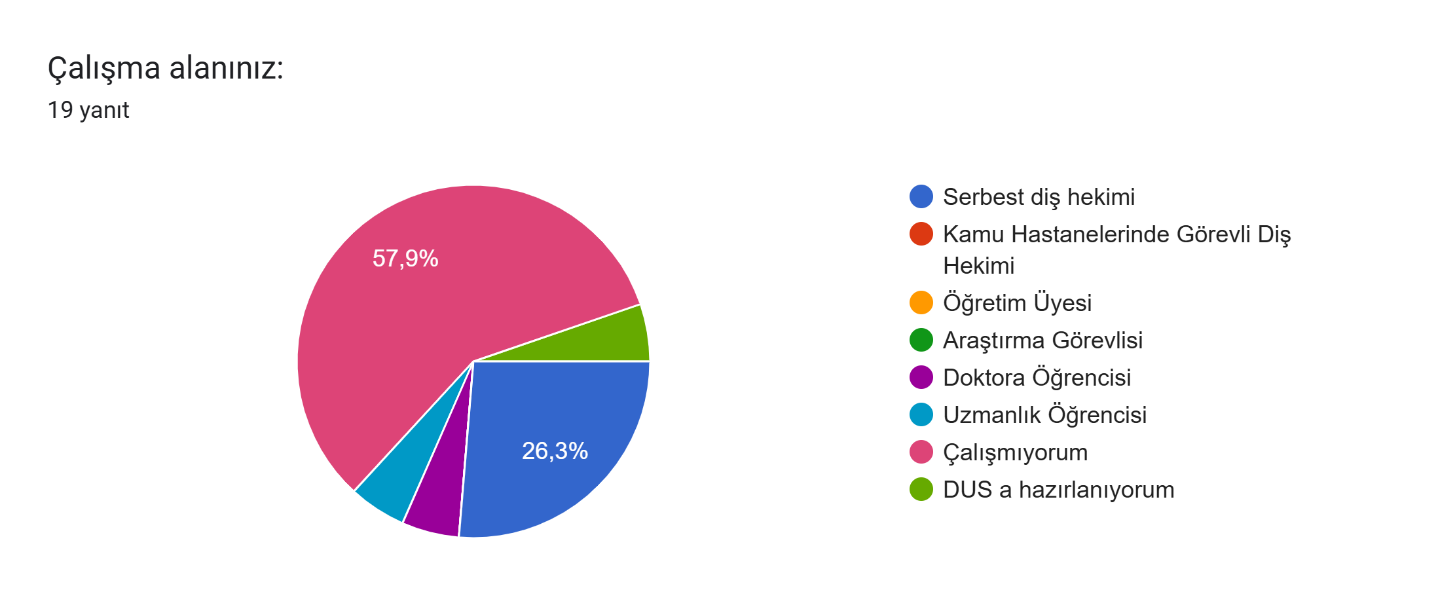 Çalışma alanınız:
19 yanıt
57,9%
26,3%
Serbest diş hekimi
Kamu Hastanelerinde Görevli Diş
Hekimi
Öğretim Üyesi
Araştırma Görevlisi
Doktora Öğrencisi
Uzmanlık Öğrencisi
Çalışmıyorum
DUS a hazırlanıyorum